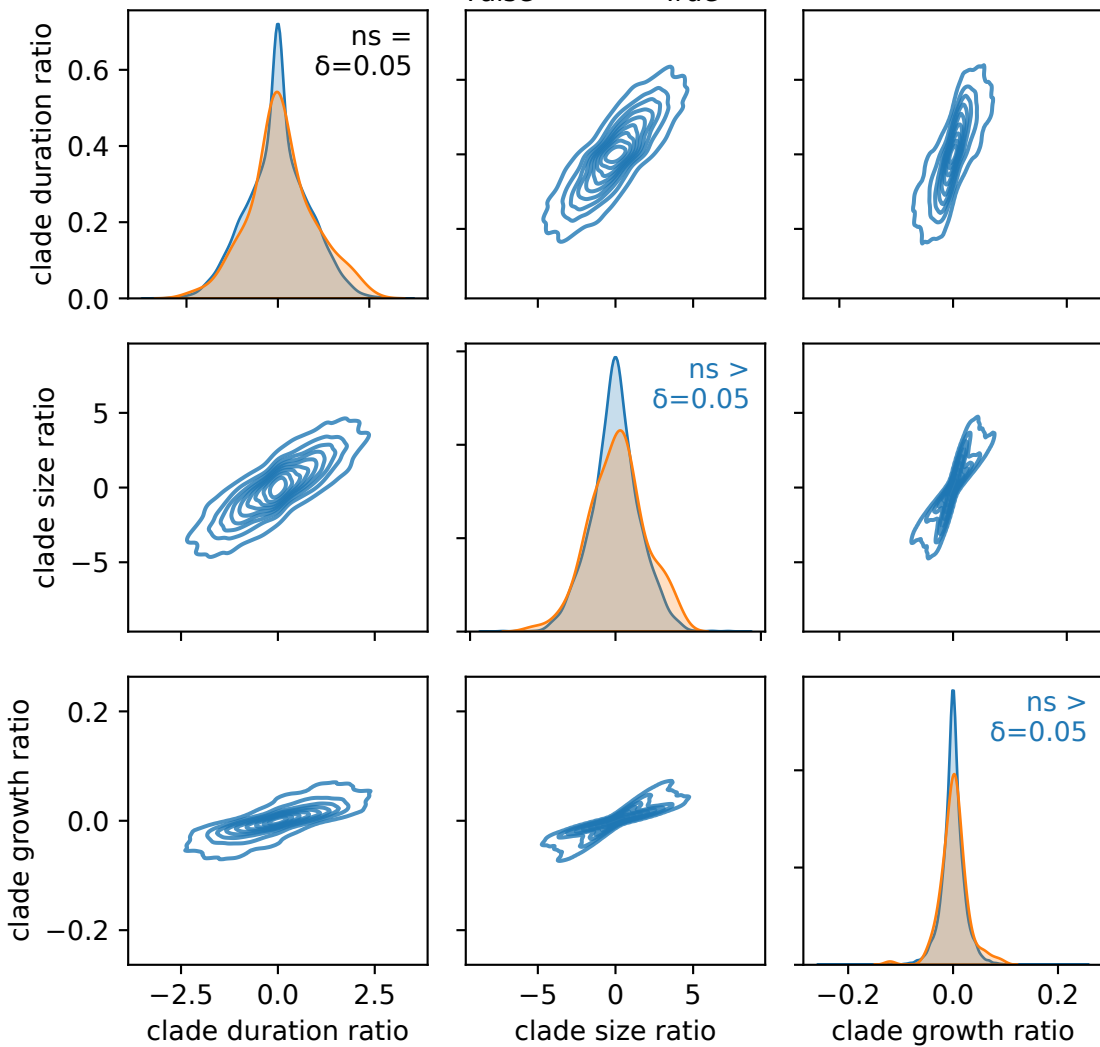 clade duration ratio
0.6
0.4
0.2
0.0
ns =
δ=0.05
clade size ratio
5
0
−5
ns >
δ=0.05
clade growth ratio
0.2
0.0
−0.2
ns >
δ=0.05
−2.5 0.0 2.5
−5 0 5
−0.2 0.0 0.2
clade duration ratio
clade size ratio
clade growth ratio